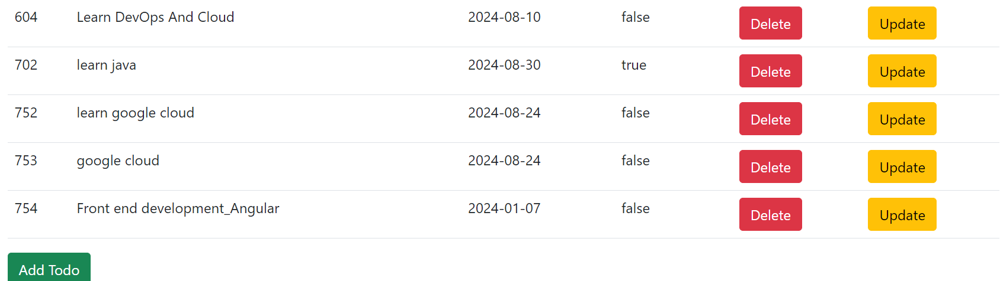 604 Learn DevOps And Cloud 2024-08-10 false Delete Update
702 learn java 2024-08-30 true Delete Update
752 learn google cloud 2024-08-24 false Delete Update
753 google cloud 2024-08-24 false Delete Update
754 Front end development_Angular 2024-01-07 false Delete Update
Add Todo